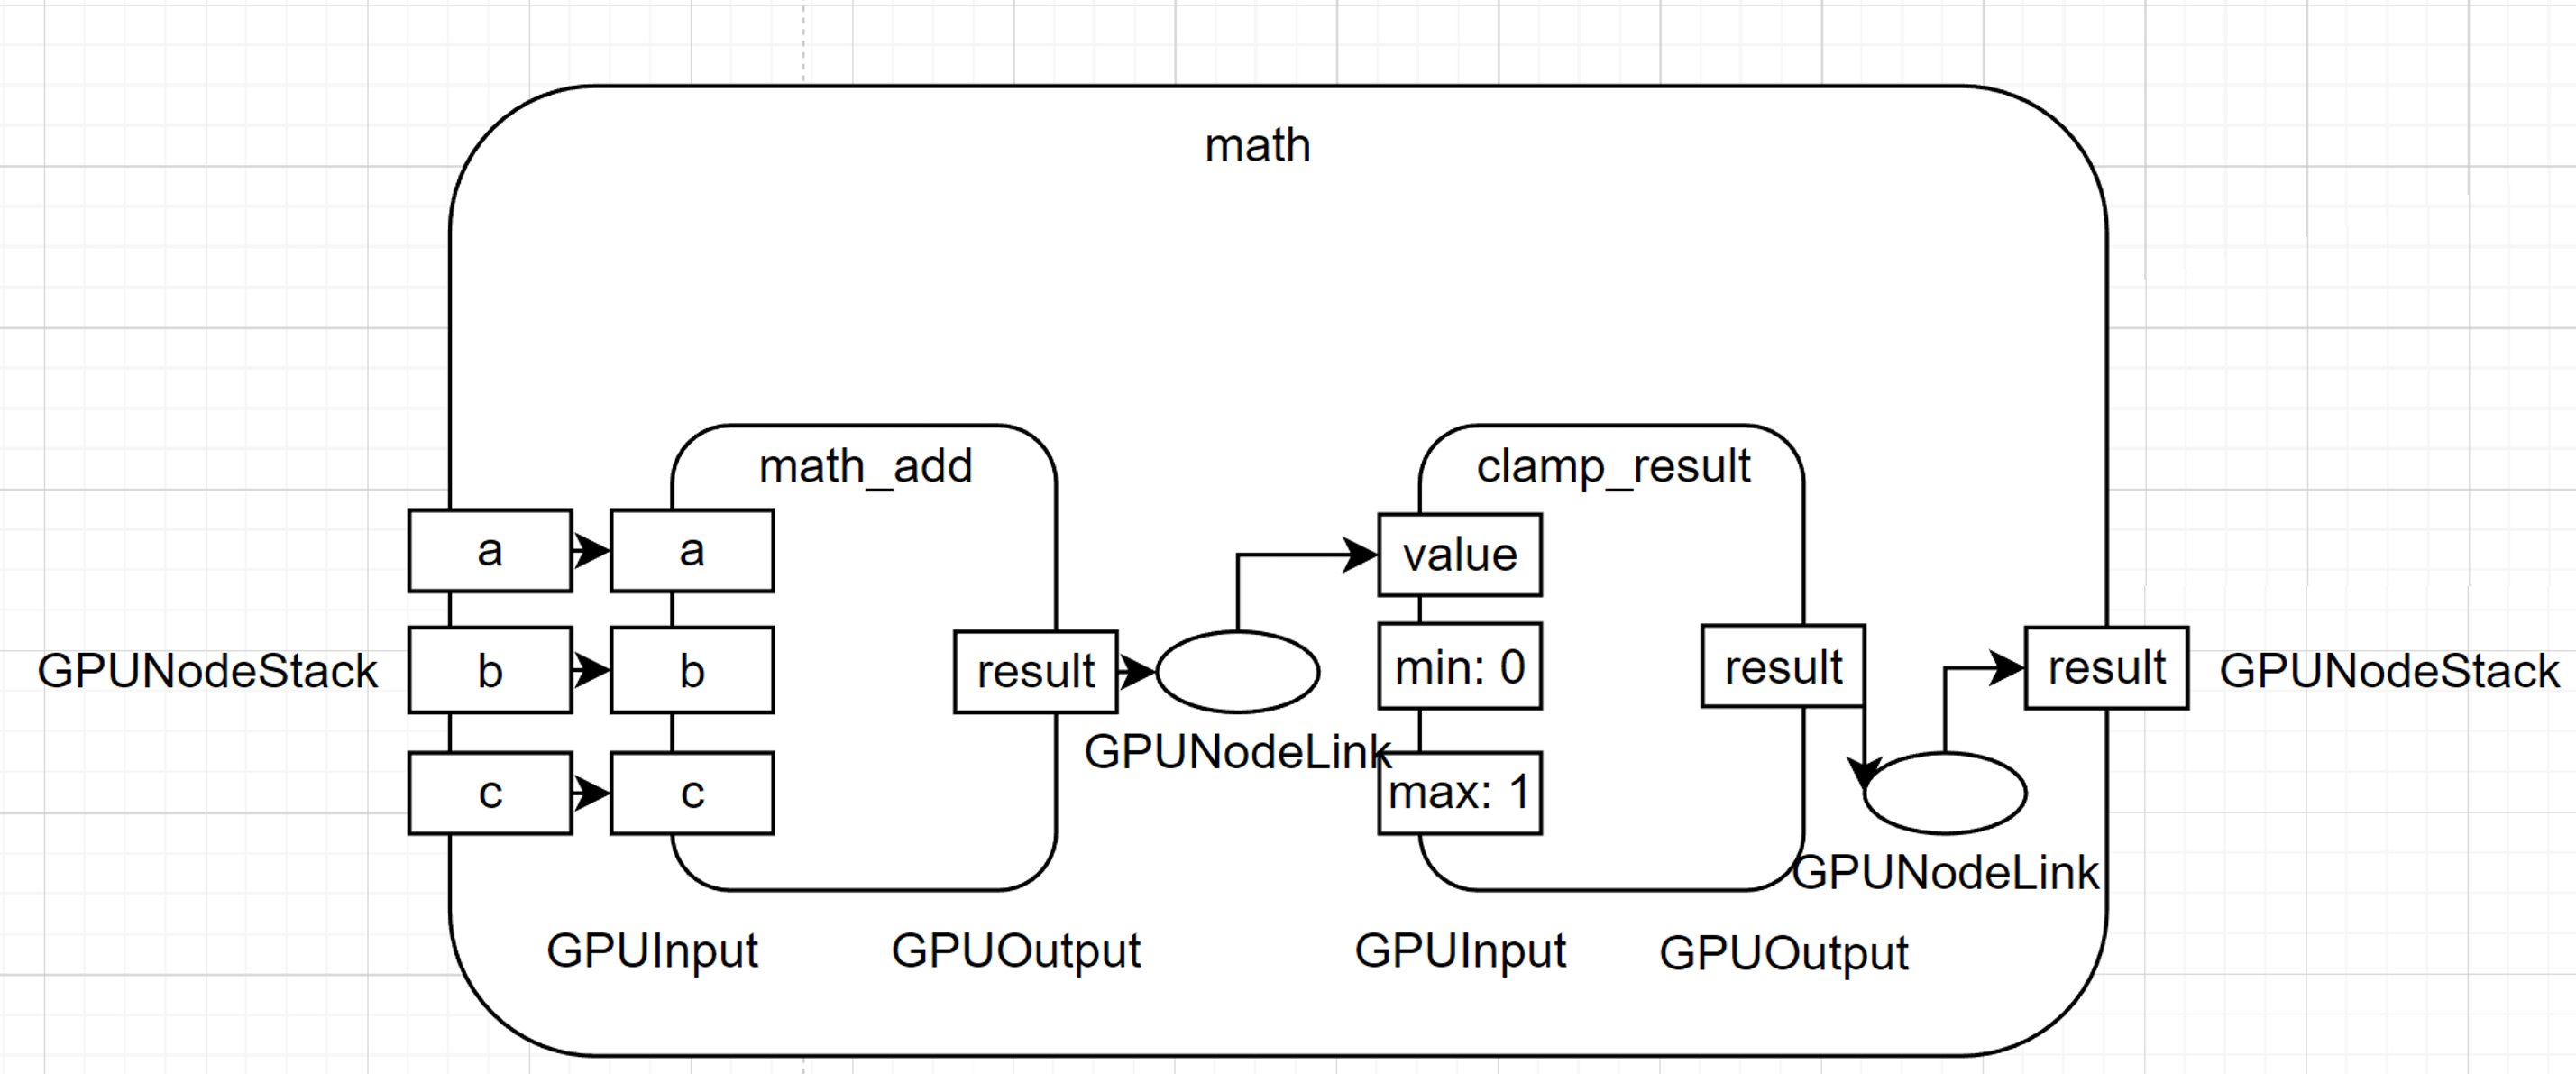 math
math_add
clamp_result
a
a
value
GPUNodeStack
b
b
result
min: 0
result
result
GPUNodeStack
GPUNodeLink
c
c
max: 1
GPUNodeLink
GPUInput
GPUOutput
GPUInput
GPUOutput